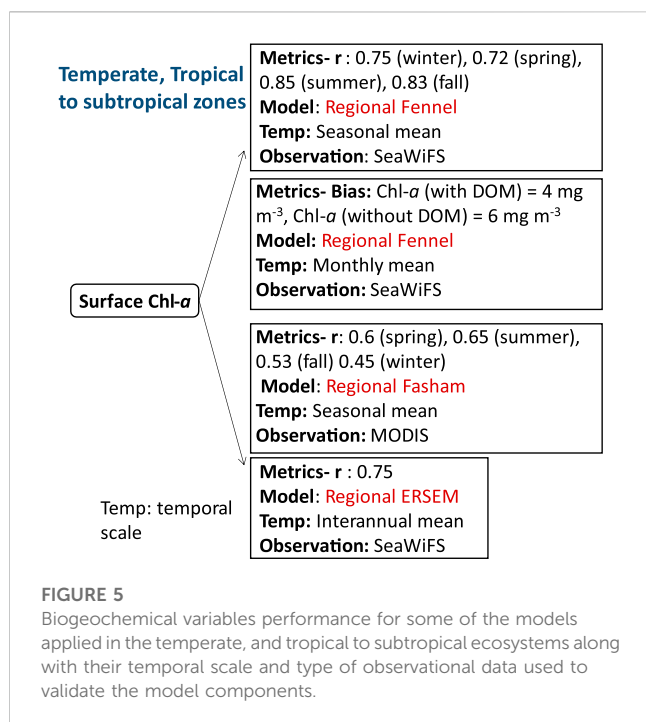 Temperate, Tropical
to subtropical zones
Metrics- r : 0.75 (winter), 0.72 (spring),
0.85 (summer), 0.83 (fall)
Model: Regional Fennel
Temp: Seasonal mean
Observation: SeaWiFS
Metrics- Bias: Chl-a (with DOM) = 4 mg
m-3, Chl-a (without DOM) = 6 mg m-3
Model: Regional Fennel
Temp: Monthly mean
Observation: SeaWiFS
Surface Chl-a
Metrics- r: 0.6 (spring), 0.65 (summer),
0.53 (fall) 0.45 (winter)
Model: Regional Fasham
Temp: Seasonal mean
Observation: MODIS
Metrics- r : 0.75
Model: Regional ERSEM
Temp: Interannual mean
Observation: SeaWiFS
Temp: temporal
scale
FIGURE 5
Biogeochemical variables performance for some of the models
applied in the temperate, and tropical to subtropical ecosystems along
with their temporal scale and type of observational data used to
validate the model components.